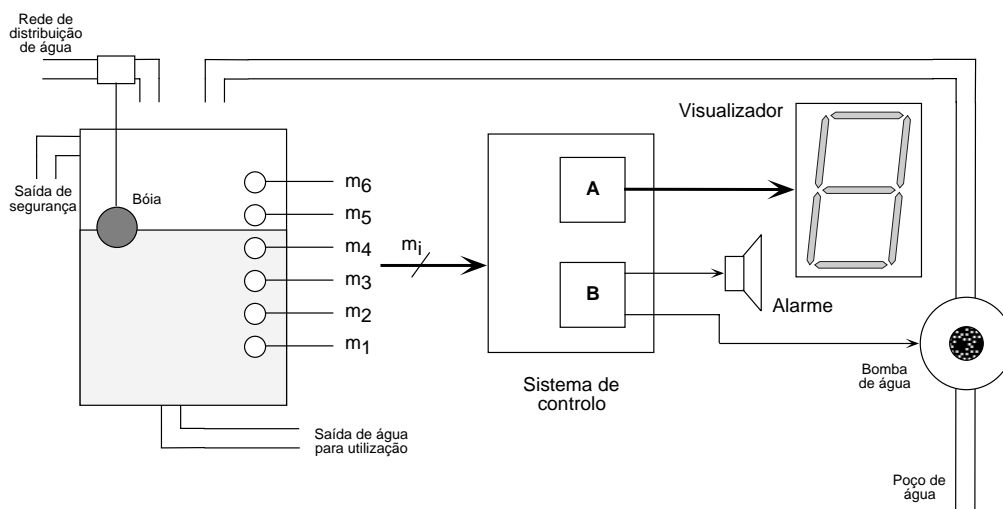 Rede de
distribuição
de água
Visualizador
Saída de
segurança
Bóia
m6
m5
m4
m3
m2
m1
mi
A
B
Alarme
Sistema de
controlo
Bomba
de água
Saída de água
para utilização
Poço de
água